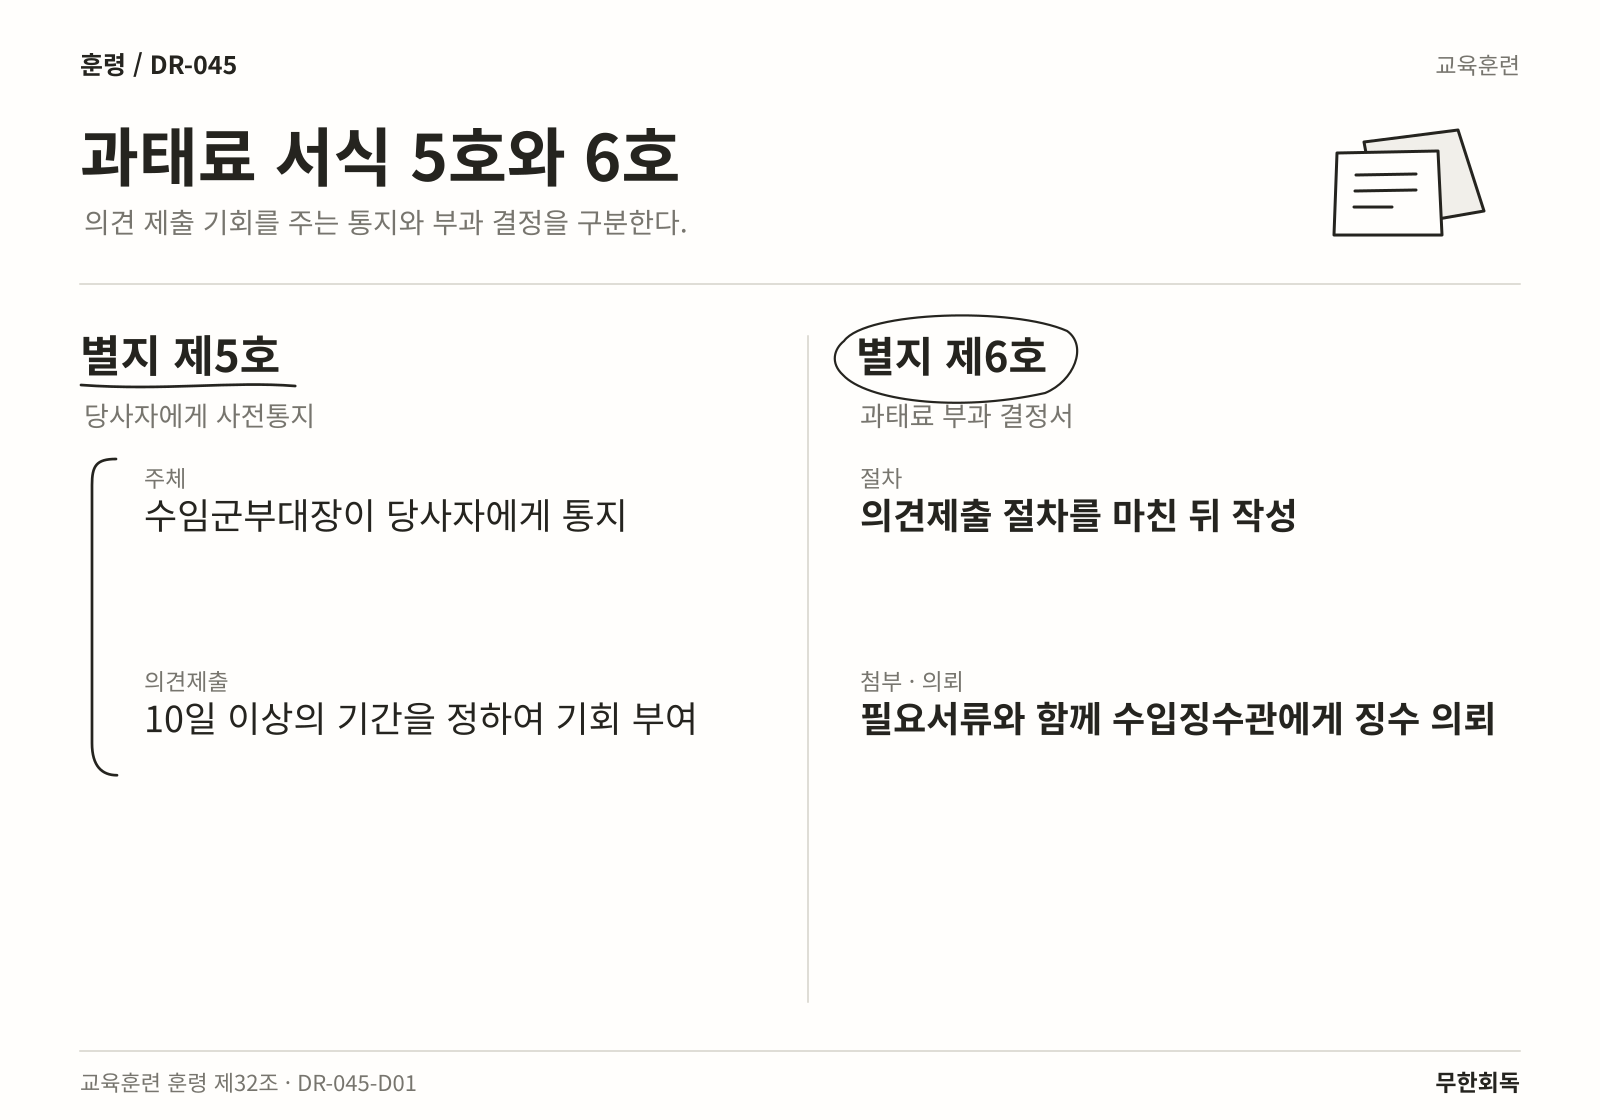 훈령 / DR-045
교육훈련
과태료 서식 5호와 6호
의견 제출 기회를 주는 통지와 부과 결정을 구분한다.
별지 제5호
당사자에게 사전통지
주체
수임군부대장이 당사자에게 통지
의견제출
10일 이상의 기간을 정하여 기회 부여
별지 제6호
과태료 부과 결정서
절차
의견제출 절차를 마친 뒤 작성
첨부 · 의뢰
필요서류와 함께 수입징수관에게 징수 의뢰
교육훈련 훈령 제32조 · DR-045-D01
무한회독